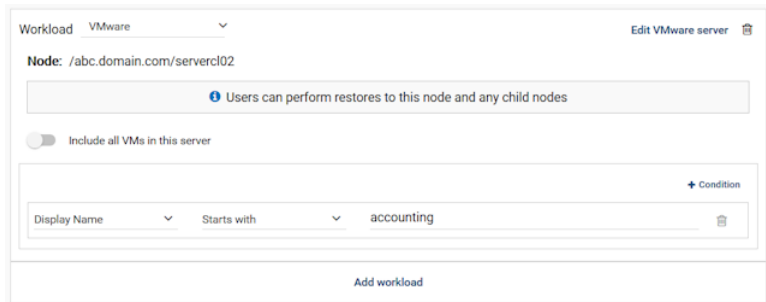 Workload VMware Edit VMware server
Node: /abc.domain.com/servercl02
Users can perform restores to this node and any child nodes
Include all VMs in this server
+ Condition
Display Name Starts with accounting
Add workload